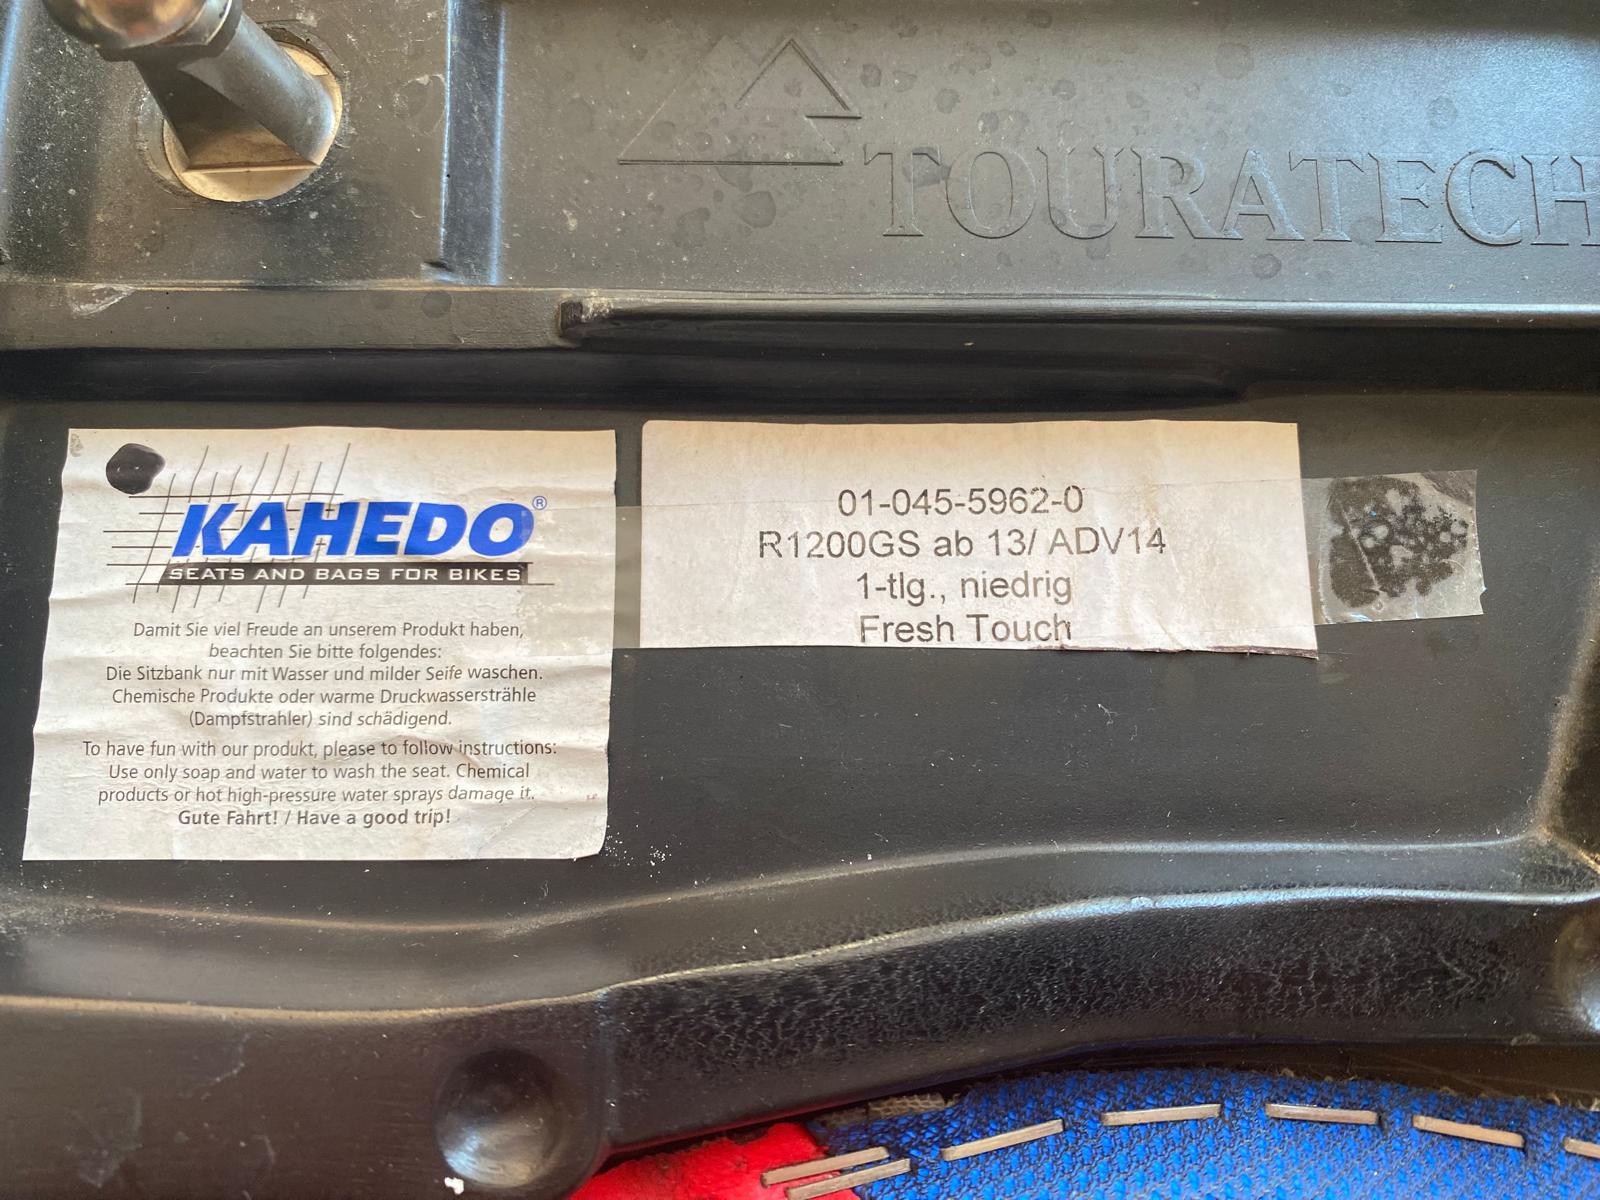 TOURATECH
KAHEDO®
SEATS AND BAGS FOR BIKES
Damit Sie viel Freude an unserem Produkt haben,
beachten Sie bitte folgendes:
Die Sitzbank nur mit Wasser und milder Seife waschen.
Chemische Produkte oder warme Druckwassersträhle
(Dampfstrahler) sind schädigend.
To have fun with our produkt, please to follow instructions:
Use only soap and water to wash the seat. Chemical
products or hot high-pressure water sprays damage it.
Gute Fahrt! / Have a good trip!
01-045-5962-0
R1200GS ab 13/ ADV14
1-tlg., niedrig
Fresh Touch